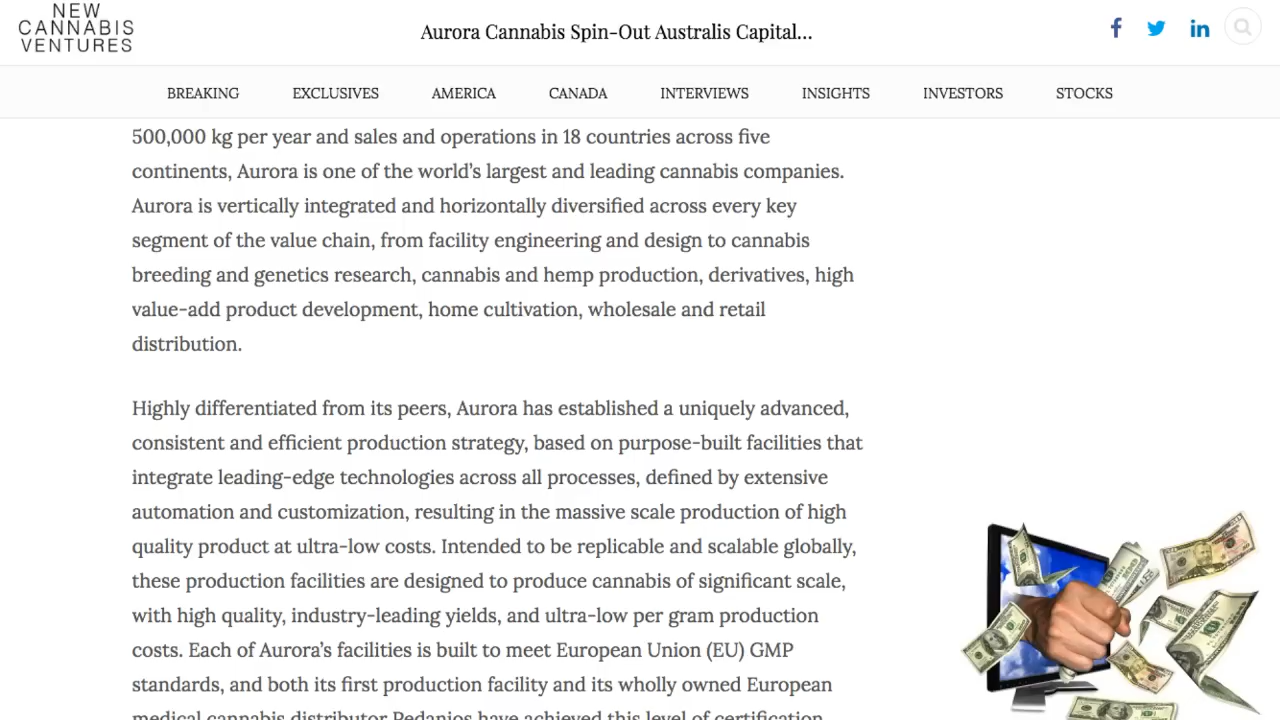 NEW
CANNABIS
VENTURES
Aurora Cannabis Spin-Out Australis Capital...
BREAKING EXCLUSIVES AMERICA CANADA INTERVIEWS INSIGHTS INVESTORS STOCKS
500,000 kg per year and sales and operations in 18 countries across five
continents, Aurora is one of the world's largest and leading cannabis companies.
Aurora is vertically integrated and horizontally diversified across every key
segment of the value chain, from facility engineering and design to cannabis
breeding and genetics research, cannabis and hemp production, derivatives, high
value-add product development, home cultivation, wholesale and retail
distribution.
Highly differentiated from its peers, Aurora has established a uniquely advanced,
consistent and efficient production strategy, based on purpose-built facilities that
integrate leading-edge technologies across all processes, defined by extensive
automation and customization, resulting in the massive scale production of high
quality product at ultra-low costs. Intended to be replicable and scalable globally,
these production facilities are designed to produce cannabis of significant scale,
with high quality, industry-leading yields, and ultra-low per gram production
costs. Each of Aurora's facilities is built to meet European Union (EU) GMP
standards, and both its first production facility and its wholly owned European
medical cannabis distributor Pedanios have achieved this level of certification.